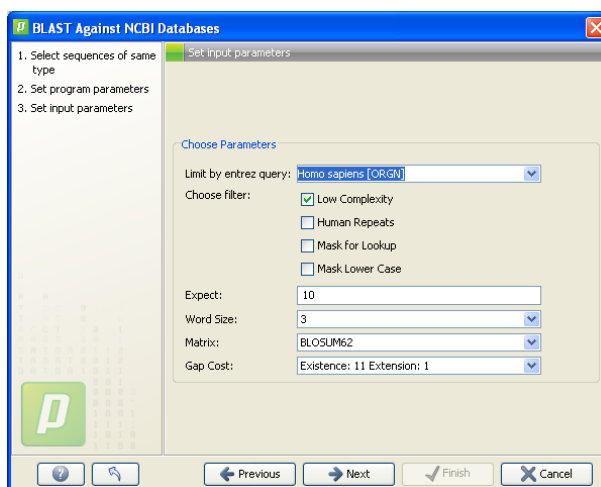 BLAST Against NCBI Databases
1. Select sequences of same
type
2. Set program parameters
3. Set input parameters
Set input parameters
Choose Parameters
Limit by entrez query: Homo sapiens [ORGN]
Choose filter: Low Complexity
Human Repeats
Mask for Lookup
Mask Lower Case
Expect: 10
Word Size: 3
Matrix: BLOSUM62
Gap Cost: Existence: 11 Extension: 1
Previous Next Finish Cancel